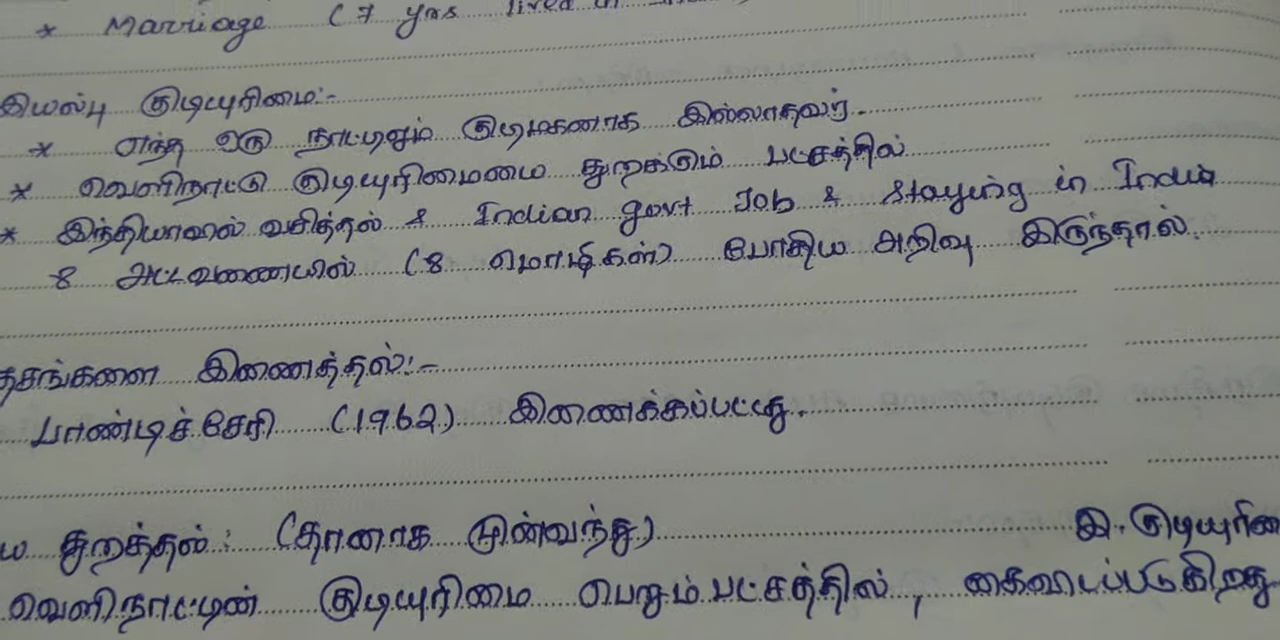 * Marriage (7 yrs lived in
இயல்பு குடியுரிமை:-
* எந்த ஒரு நாட்டிலும் குடிமகனாக இல்லாதவர்.
* வெளிநாட்டு குடியுரிமையை துறக்கும் பட்சத்தில்
* இந்தியாவில் வசித்தல் & Indian govt Job & Staying in India
8 அட்டவணையில் (8 மொழிகள்) போதிய அறிவு இருந்தால்.
தசங்களை இணைத்தல்:-
பாண்டிச்சேரி (1962) இணைக்கப்பட்டது.
ய துறத்தல்: (தானாக முன்வந்து) இ. குடியுரிமை
வெளிநாட்டின் குடியுரிமை பெறும் பட்சத்தில், கைவிடப்படுகிறது